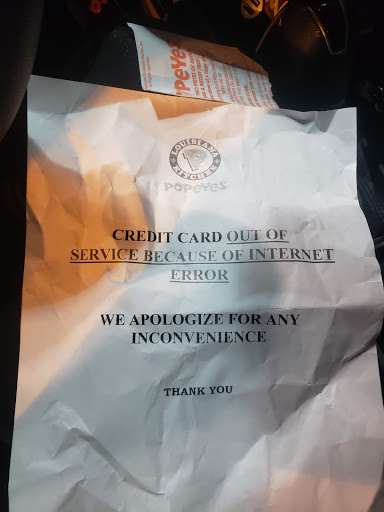 POPEYES
LOUISIANA
KITCHEN
POPEYES
CREDIT CARD OUT OF
SERVICE BECAUSE OF INTERNET
ERROR
WE APOLOGIZE FOR ANY
INCONVENIENCE
THANK YOU